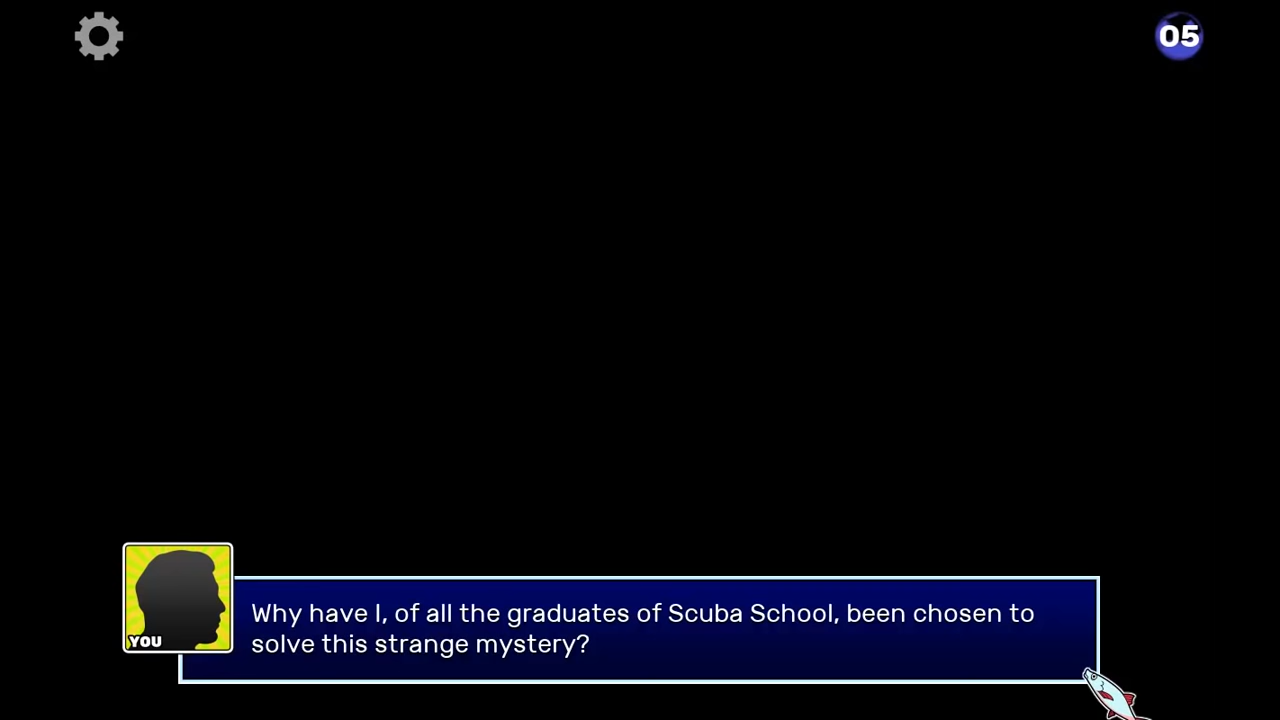 05
Why have I, of all the graduates of Scuba School, been chosen to
solve this strange mystery?
YOU